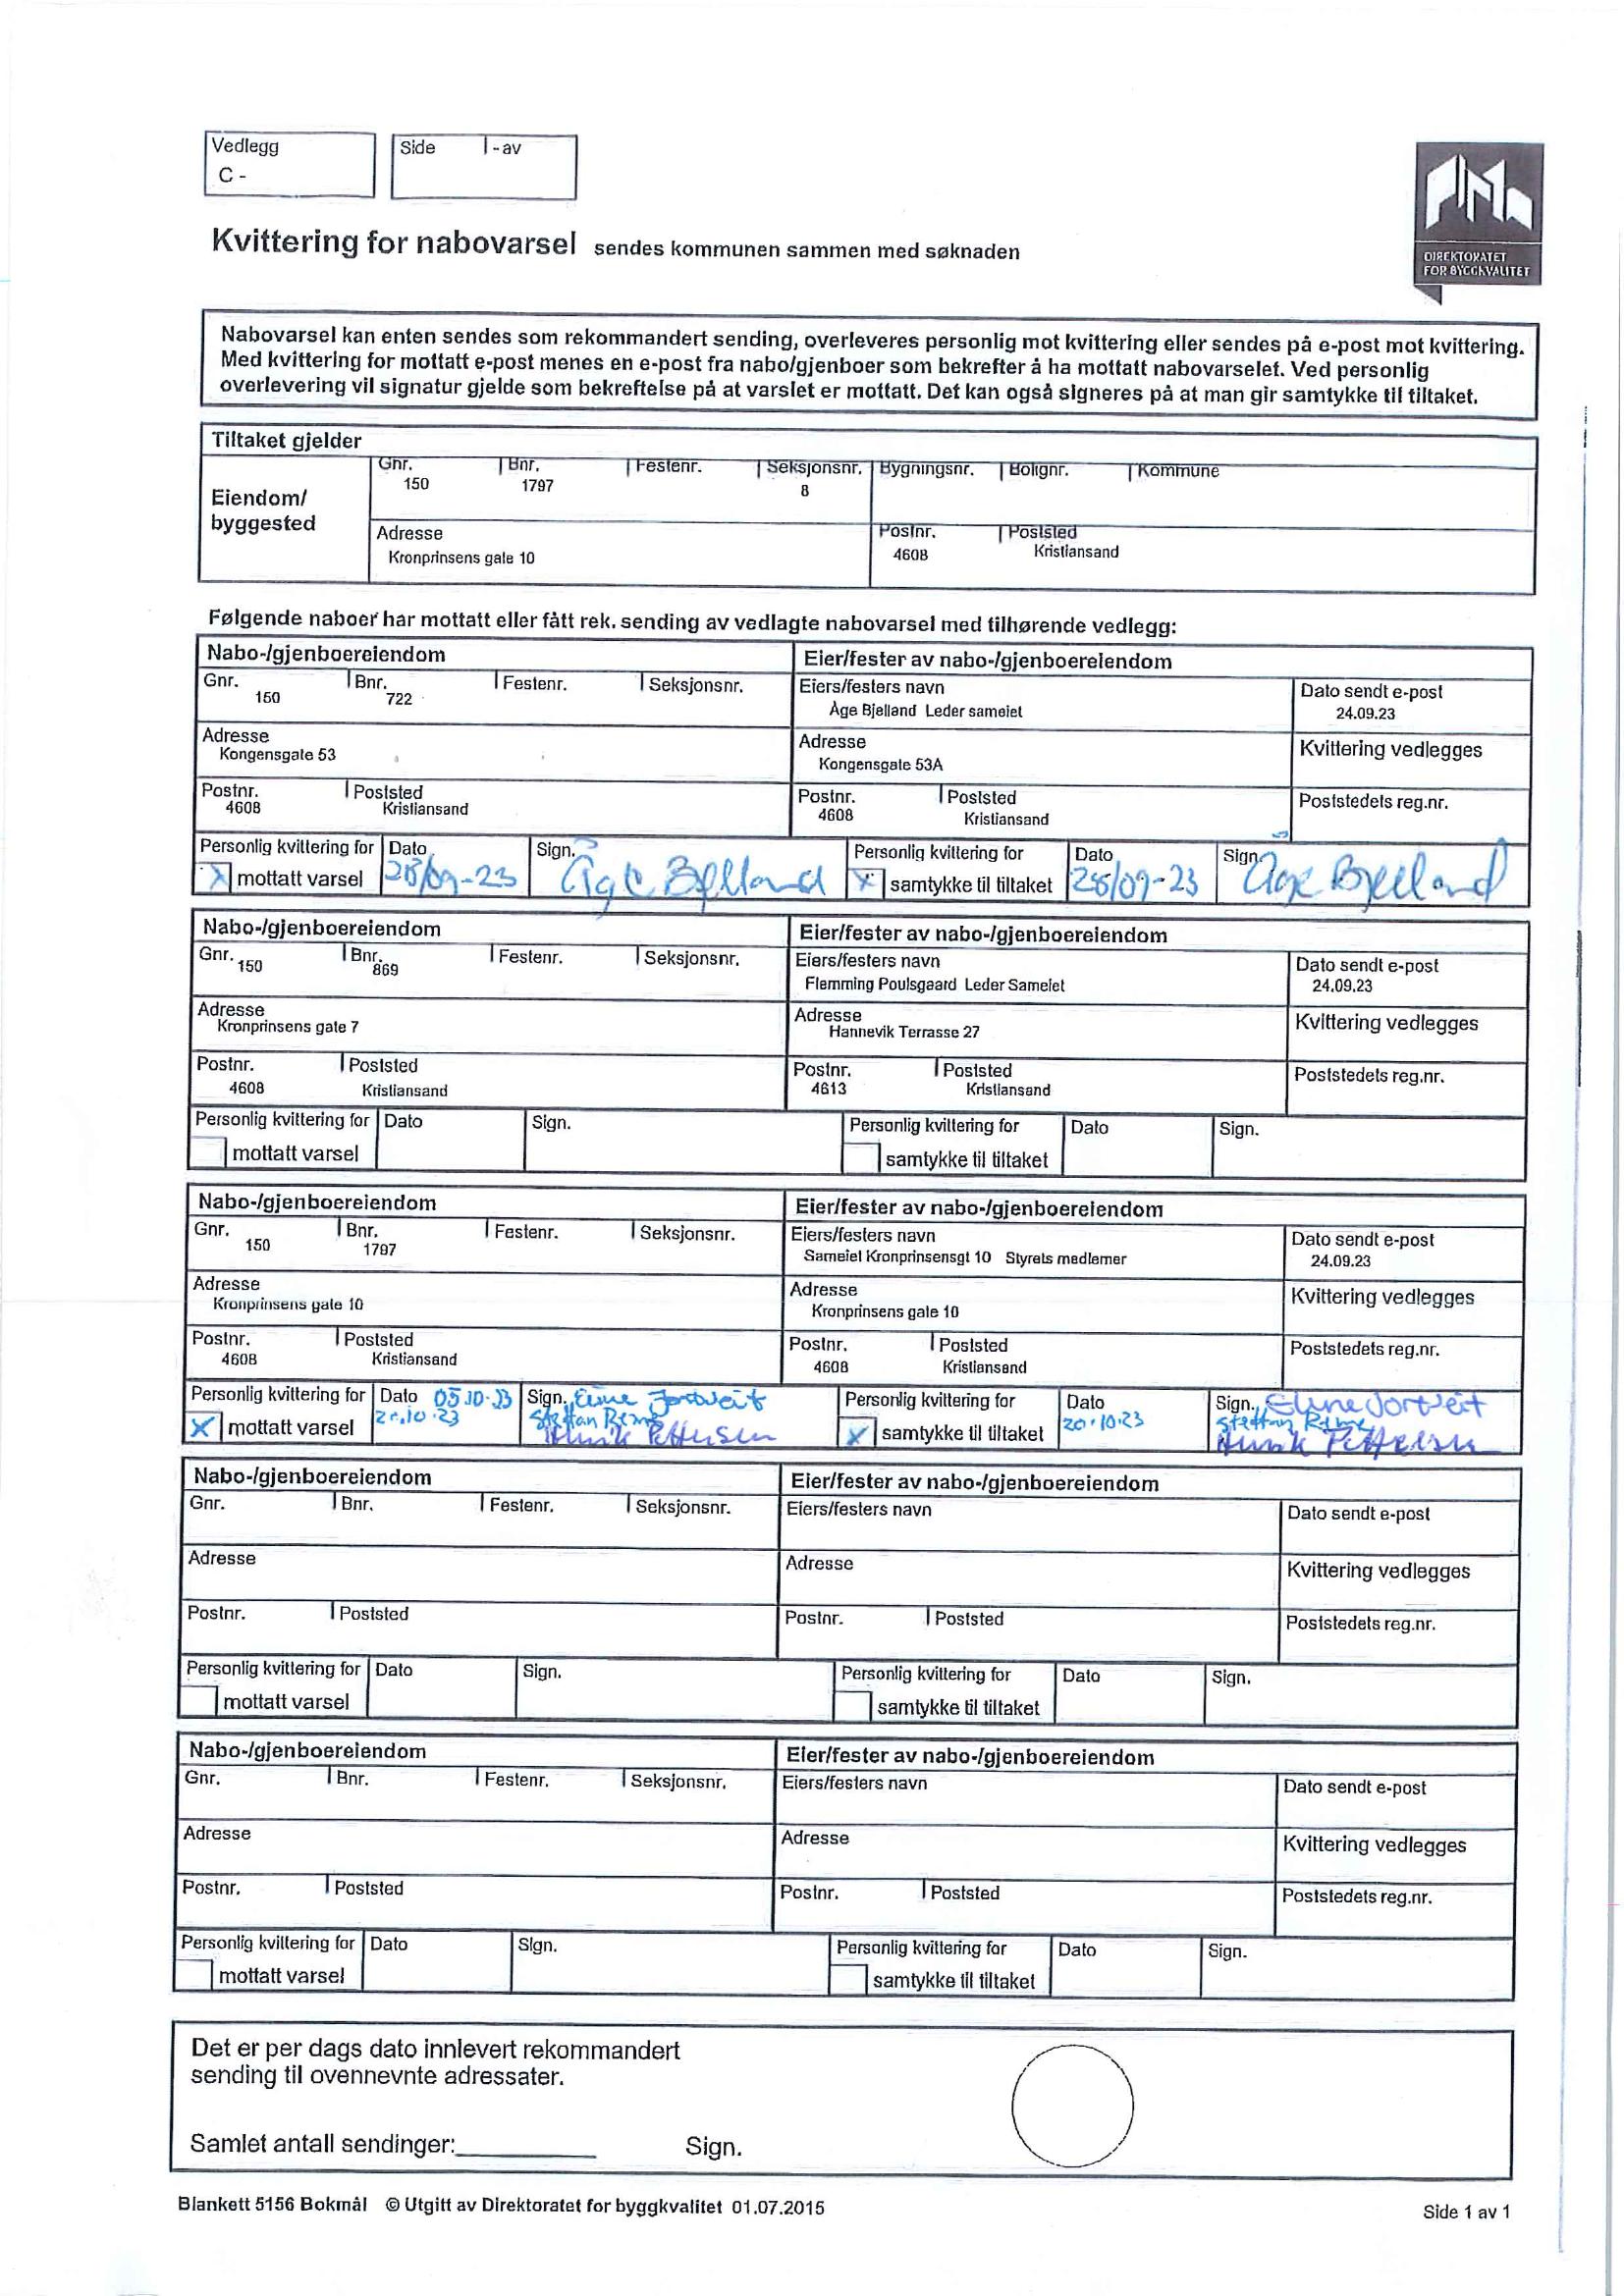 Vedlegg
C -
Side 1 - av
DIREKTORATET
FOR BYGGKVALITET
Kvittering for nabovarsel sendes kommunen sammen med søknaden
Nabovarsel kan enten sendes som rekommandert sending, overleveres personlig mot kvittering eller sendes på e-post mot kvittering.
Med kvittering for mottatt e-post menes en e-post fra nabo/gjenboer som bekrefter å ha mottatt nabovarselet. Ved personlig
overlevering vil signatur gjelde som bekreftelse på at varslet er mottatt. Det kan også signeres på at man gir samtykke til tiltaket.
Tiltaket gjelder
Eiendom/
byggested
Gnr. Bnr. Festenr. Seksjonsnr. Bygningsnr. Bolignr. Kommune
150 1797 8
Adresse Postnr. Poststed
Kronprinsens gate 10 4608 Kristiansand
Følgende naboer har mottatt eller fått rek. sending av vedlagte nabovarsel med tilhørende vedlegg:
Nabo-/gjenboereiendom Eier/fester av nabo-/gjenboereiendom
Gnr. Bnr. Festenr. Seksjonsnr. Eiers/festers navn Dato sendt e-post
150 722 Åge Bjelland Leder sameiet 24.09.23
Adresse Adresse Kvittering vedlegges
Kongensgate 53 Kongensgate 53A
Postnr. Poststed Postnr. Poststed Poststedets reg.nr.
4608 Kristiansand 4608 Kristiansand
Personlig kvittering for Dato Sign. Personlig kvittering for Dato Sign.
X mottatt varsel 28/09-23 Åge Bjelland X samtykke til tiltaket 28/09-23 Åge Bjelland
Nabo-/gjenboereiendom Eier/fester av nabo-/gjenboereiendom
Gnr. Bnr. Festenr. Seksjonsnr. Eiers/festers navn Dato sendt e-post
150 869 Flemming Poulsgaard Leder Sameiet 24.09.23
Adresse Adresse Kvittering vedlegges
Kronprinsens gate 7 Hannevik Terrasse 27
Postnr. Poststed Postnr. Poststed Poststedets reg.nr.
4608 Kristiansand 4613 Kristiansand
Personlig kvittering for Dato Sign. Personlig kvittering for Dato Sign.
mottatt varsel samtykke til tiltaket
Nabo-/gjenboereiendom Eier/fester av nabo-/gjenboereiendom
Gnr. Bnr. Festenr. Seksjonsnr. Eiers/festers navn Dato sendt e-post
150 1797 Sameiet Kronprinsensgt 10 Styrets medlemer 24.09.23
Adresse Adresse Kvittering vedlegges
Kronprinsens gate 10 Kronprinsens gate 10
Postnr. Poststed Postnr. Poststed Poststedets reg.nr.
4608 Kristiansand 4608 Kristiansand
Personlig kvittering for Dato 05.10.23 Sign. Personlig kvittering for Dato Sign.
X mottatt varsel 20.10.23 Pettersen X samtykke til tiltaket 20.10.23
Nabo-/gjenboereiendom Eier/fester av nabo-/gjenboereiendom
Gnr. Bnr. Festenr. Seksjonsnr. Eiers/festers navn Dato sendt e-post
Adresse Adresse Kvittering vedlegges
Postnr. Poststed Postnr. Poststed Poststedets reg.nr.
Personlig kvittering for Dato Sign. Personlig kvittering for Dato Sign.
mottatt varsel samtykke til tiltaket
Nabo-/gjenboereiendom Eier/fester av nabo-/gjenboereiendom
Gnr. Bnr. Festenr. Seksjonsnr. Eiers/festers navn Dato sendt e-post
Adresse Adresse Kvittering vedlegges
Postnr. Poststed Postnr. Poststed Poststedets reg.nr.
Personlig kvittering for Dato Sign. Personlig kvittering for Dato Sign.
mottatt varsel samtykke til tiltaket
Det er per dags dato innlevert rekommandert
sending til ovennevnte adressater.
Samlet antall sendinger: Sign.
Blankett 5156 Bokmål © Utgitt av Direktoratet for byggkvalitet 01.07.2015 Side 1 av 1